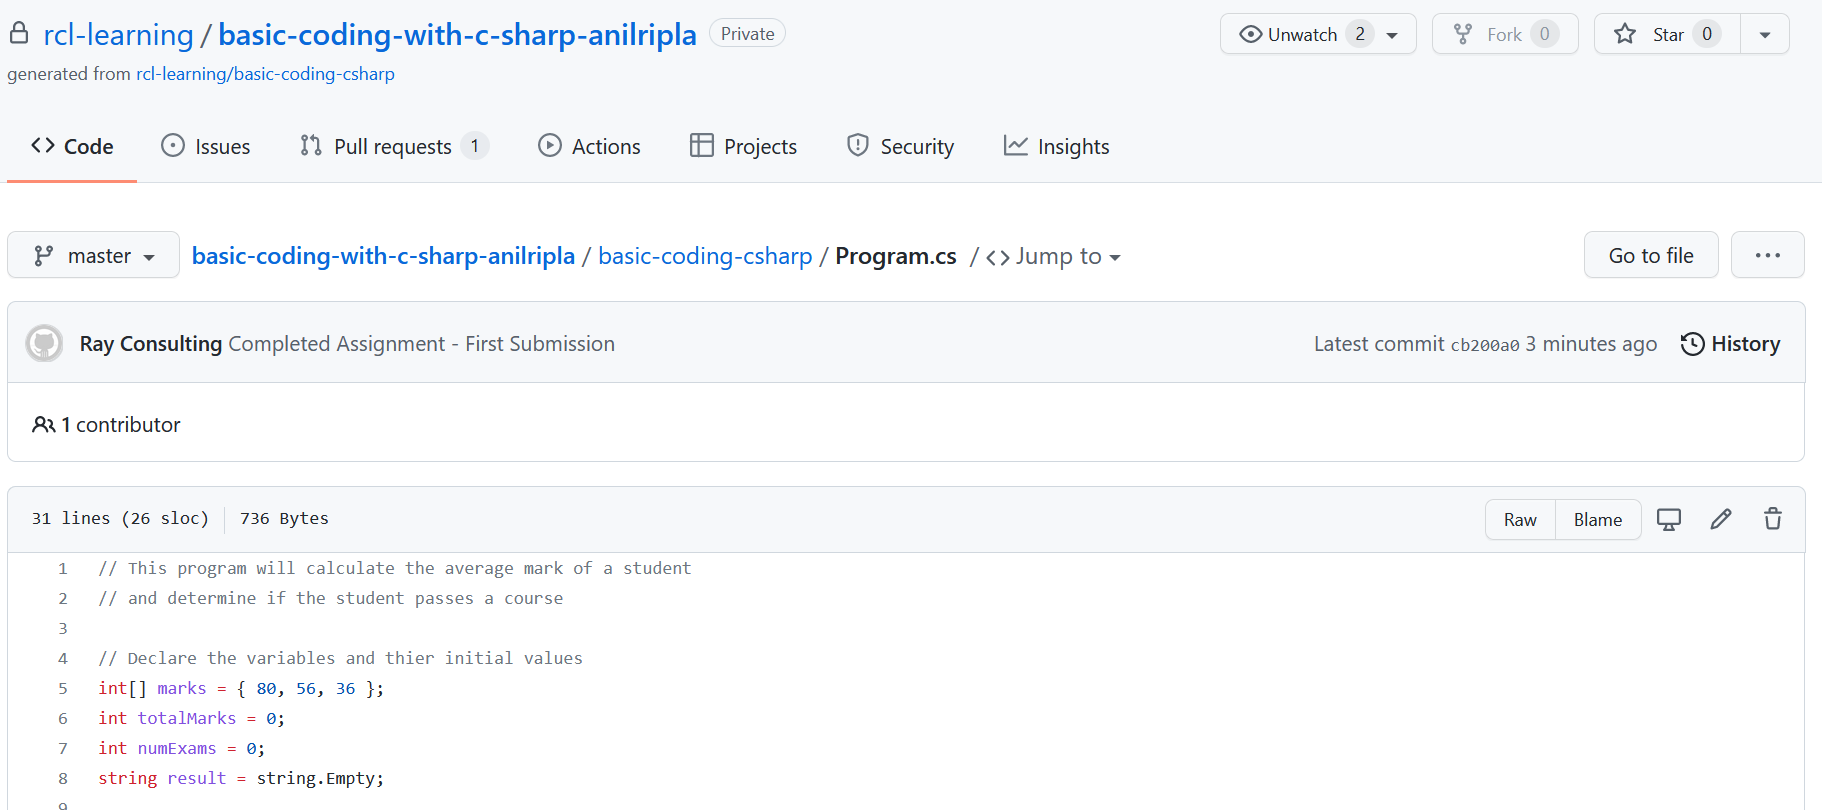 rcl-learning / basic-coding-with-c-sharp-anilripla Private
Unwatch 2 Fork 0 Star 0
generated from rcl-learning/basic-coding-csharp
Code Issues Pull requests 1 Actions Projects Security Insights
master basic-coding-with-c-sharp-anilripla / basic-coding-csharp / Program.cs / <> Jump to Go to file ...
Ray Consulting Completed Assignment - First Submission Latest commit cb200a0 3 minutes ago History
1 contributor
31 lines (26 sloc) 736 Bytes Raw Blame
1 // This program will calculate the average mark of a student
2 // and determine if the student passes a course
3
4 // Declare the variables and thier initial values
5 int[] marks = { 80, 56, 36 };
6 int totalMarks = 0;
7 int numExams = 0;
8 string result = string.Empty;
9